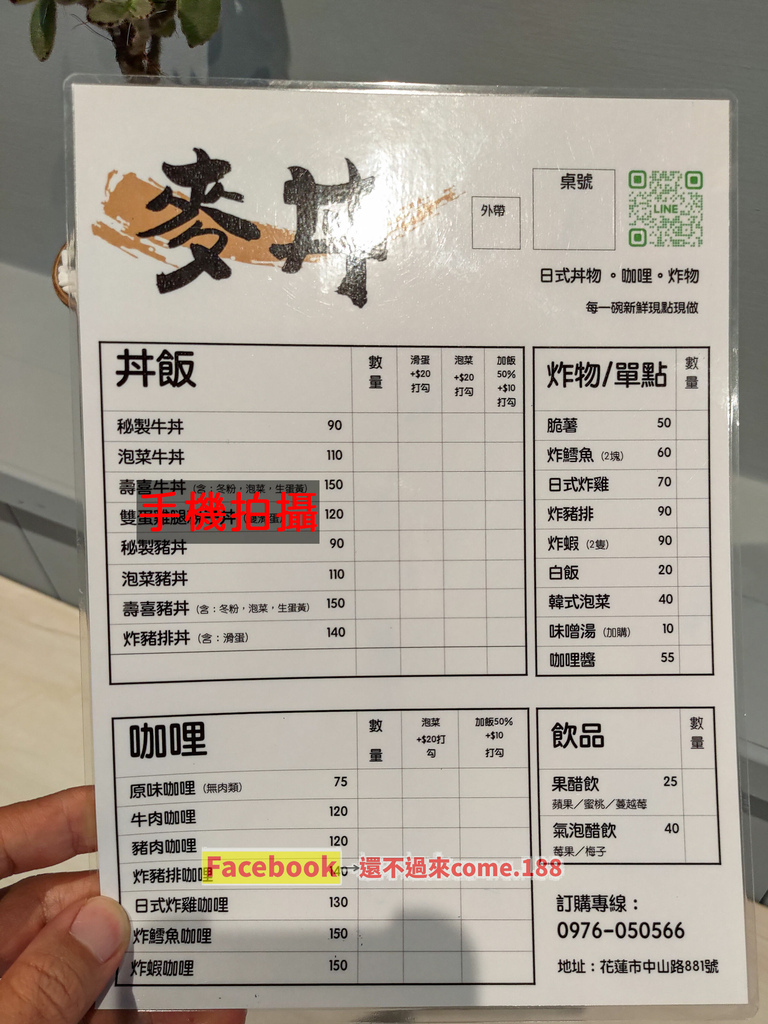 麥丼
外帶
桌號
LINE
日式丼物。咖哩。炸物
每一碗新鮮現點現做
丼飯 數量 滑蛋+$20打勾 泡菜+$20打勾 加飯50%+$10打勾
秘製牛丼 90
泡菜牛丼 110
壽喜牛丼 (含：冬粉，泡菜，生蛋黃) 150
手機拍攝
雙蛋雞腿 丼 120
秘製豬丼 90
泡菜豬丼 110
壽喜豬丼 (含：冬粉，泡菜，生蛋黃) 150
炸豬排丼 (含：滑蛋) 140
炸物/單點 數量
脆薯 50
炸鱈魚 (2塊) 60
日式炸雞 70
炸豬排 90
炸蝦 (2隻) 90
白飯 20
韓式泡菜 40
味噌湯 (加購) 10
咖哩醬 55
咖哩 數量 泡菜+$20打勾 加飯50%+$10打勾
原味咖哩 (無肉類) 75
牛肉咖哩 120
豬肉咖哩 120
炸豬排咖哩 140
Facebook→還不過來come.188
日式炸雞咖哩 130
炸鱈魚咖哩 150
炸蝦咖哩 150
飲品 數量
果醋飲 25
蘋果／蜜桃／蔓越莓
氣泡醋飲 40
莓果／梅子
訂購專線：
0976-050566
地址：花蓮市中山路881號